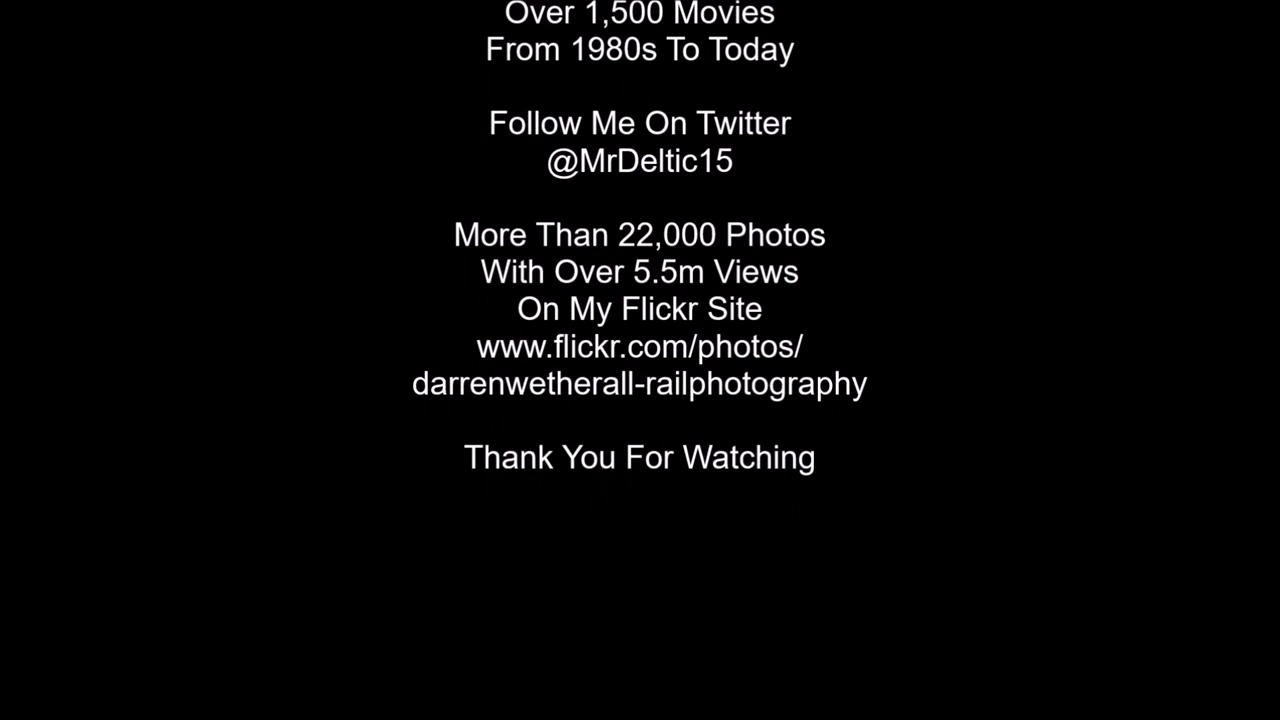 Over 1,500 Movies
From 1980s To Today
Follow Me On Twitter
@MrDeltic15
More Than 22,000 Photos
With Over 5.5m Views
On My Flickr Site
www.flickr.com/photos/
darrenwetherall-railphotography
Thank You For Watching